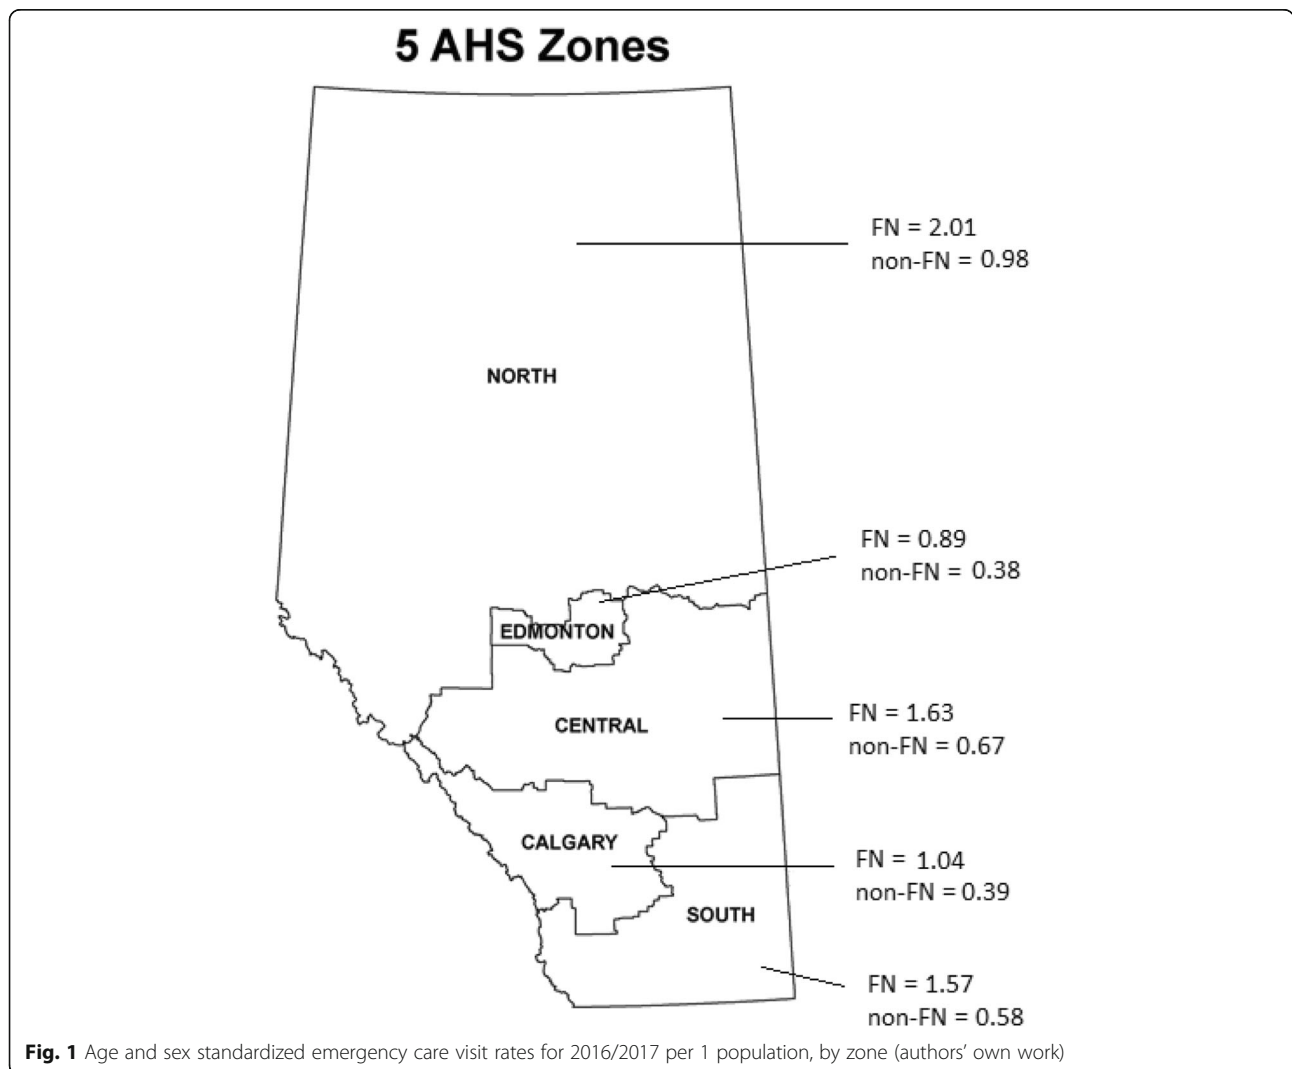 5 AHS Zones
FN = 2.01
non-FN = 0.98
NORTH
FN = 0.89
non-FN = 0.38
EDMONTON
FN = 1.63
CENTRAL
non-FN = 0.67
CALGARY
FN = 1.04
non-FN = 0.39
SOUTH
FN = 1.57
non-FN = 0.58
Fig. 1 Age and sex standardized emergency care visit rates for 2016/2017 per 1 population, by zone (authors' own work)